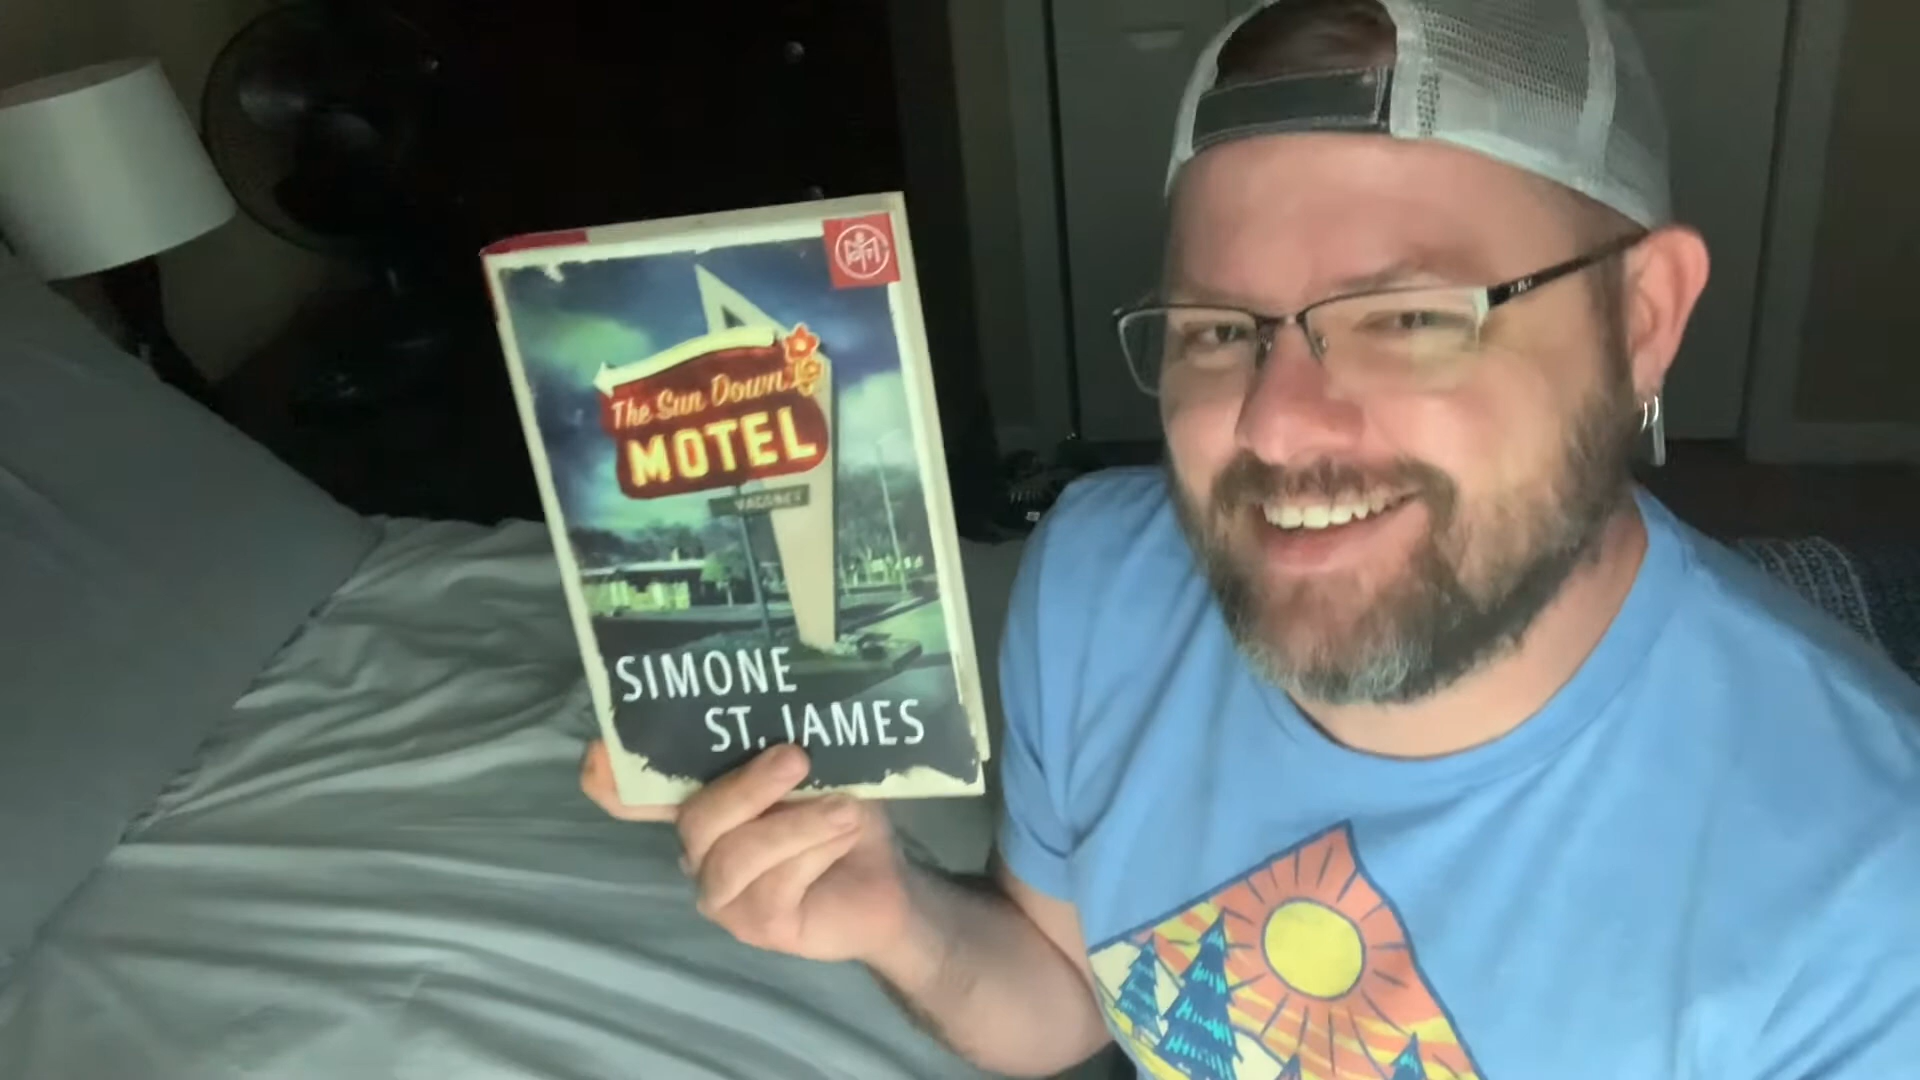 The Sun Down
MOTEL
VACANCY
SIMONE
ST. JAMES